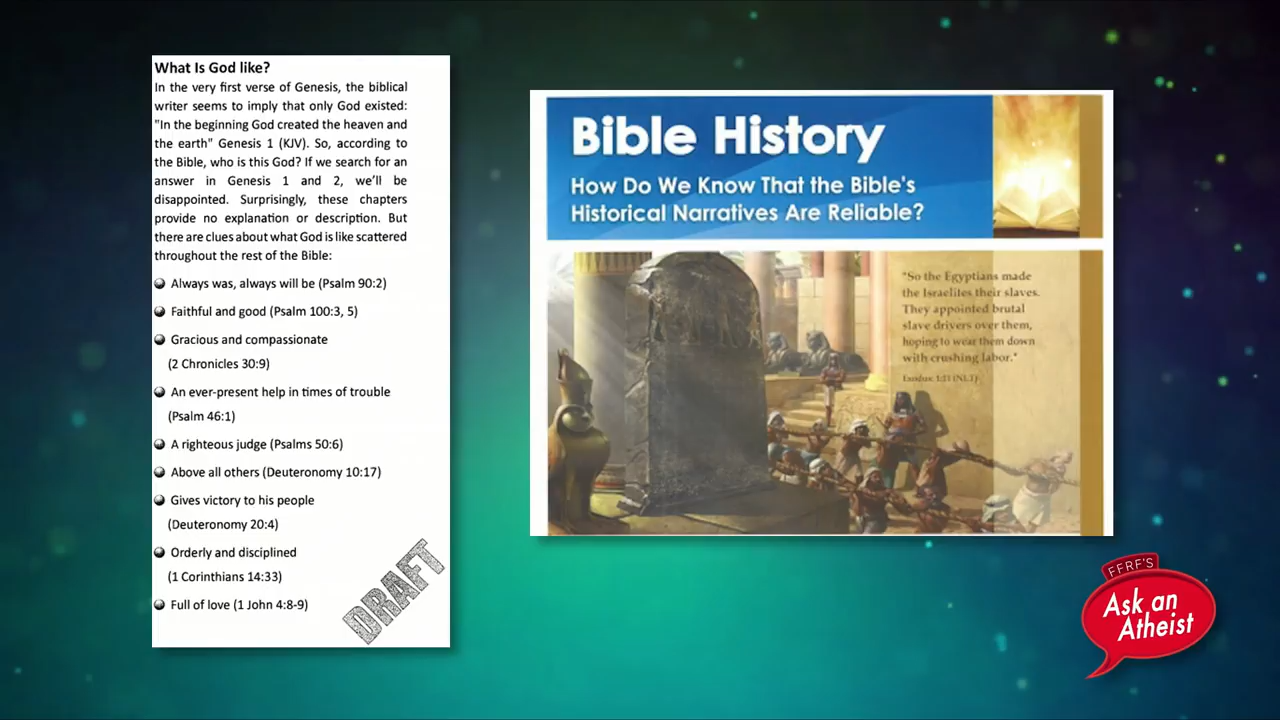 What Is God like?
In the very first verse of Genesis, the biblical
writer seems to imply that only God existed:
"In the beginning God created the heaven and
the earth" Genesis 1 (KJV). So, according to
the Bible, who is this God? If we search for an
answer in Genesis 1 and 2, we'll be
disappointed. Surprisingly, these chapters
provide no explanation or description. But
there are clues about what God is like scattered
throughout the rest of the Bible:
Always was, always will be (Psalm 90:2)
Faithful and good (Psalm 100:3, 5)
Gracious and compassionate
(2 Chronicles 30:9)
An ever-present help in times of trouble
(Psalm 46:1)
A righteous judge (Psalms 50:6)
Above all others (Deuteronomy 10:17)
Gives victory to his people
(Deuteronomy 20:4)
Orderly and disciplined
(1 Corinthians 14:33)
Full of love (1 John 4:8-9)
DRAFT
Bible History
How Do We Know That the Bible's
Historical Narratives Are Reliable?
"So the Egyptians made
the Israelites their slaves.
They appointed brutal
slave drivers over them,
hoping to wear them down
with crushing labor."
Exodus 1:11 (NLT)
FFRF'S
Ask an
Atheist